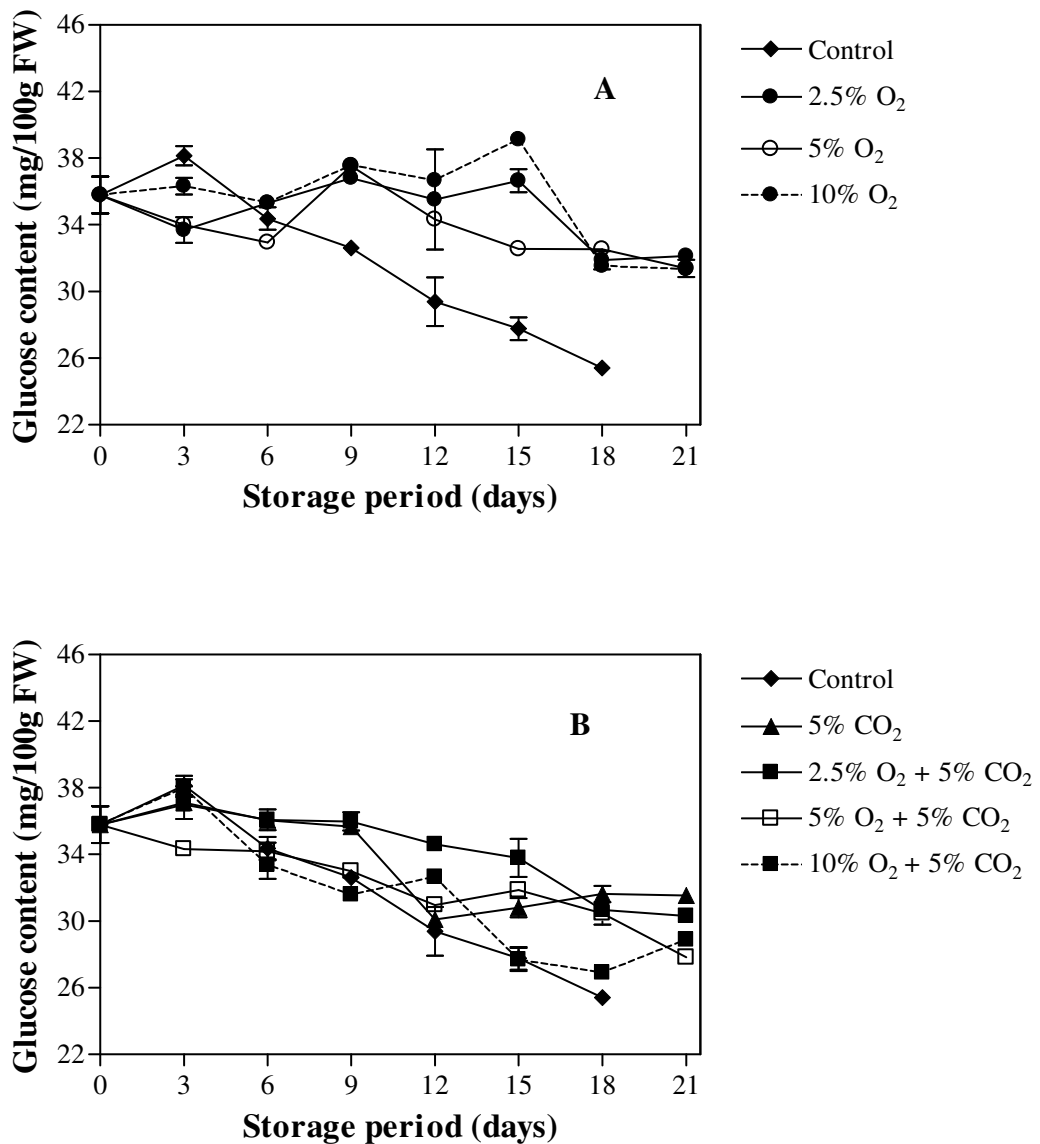 Glucose content (mg/100g FW)
46
42
38
34
30
26
22
A
0 3 6 9 12 15 18 21
Storage period (days)
Control
2.5% O₂
5% O₂
10% O₂
Glucose content (mg/100g FW)
46
42
38
34
30
26
22
B
0 3 6 9 12 15 18 21
Storage period (days)
Control
5% CO₂
2.5% O₂ + 5% CO₂
5% O₂ + 5% CO₂
10% O₂ + 5% CO₂